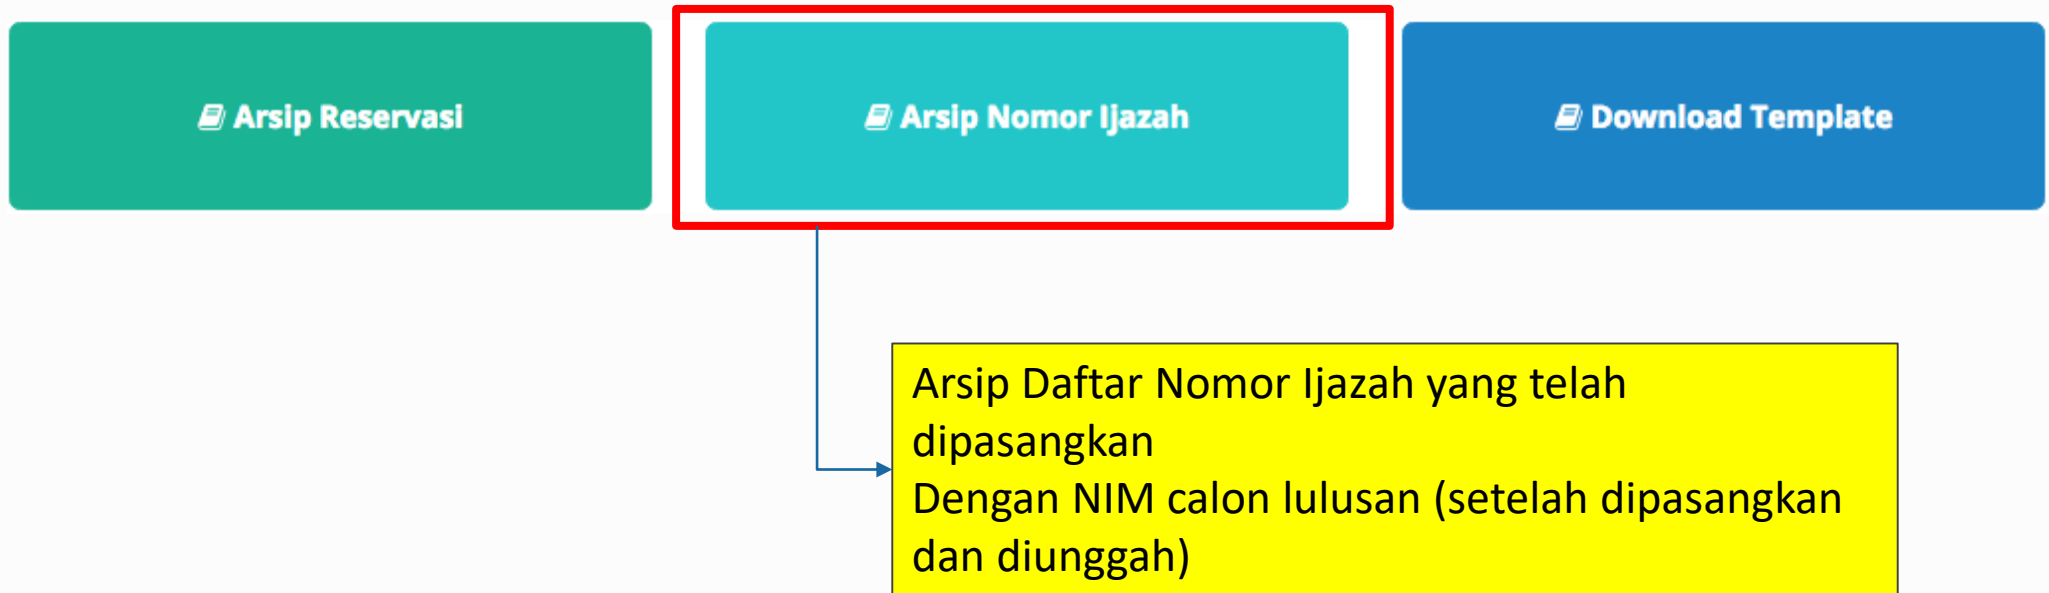 Arsip Reservasi
Arsip Nomor Ijazah
Download Template
Arsip Daftar Nomor Ijazah yang telah
dipasangkan
Dengan NIM calon lulusan (setelah dipasangkan
dan diunggah)